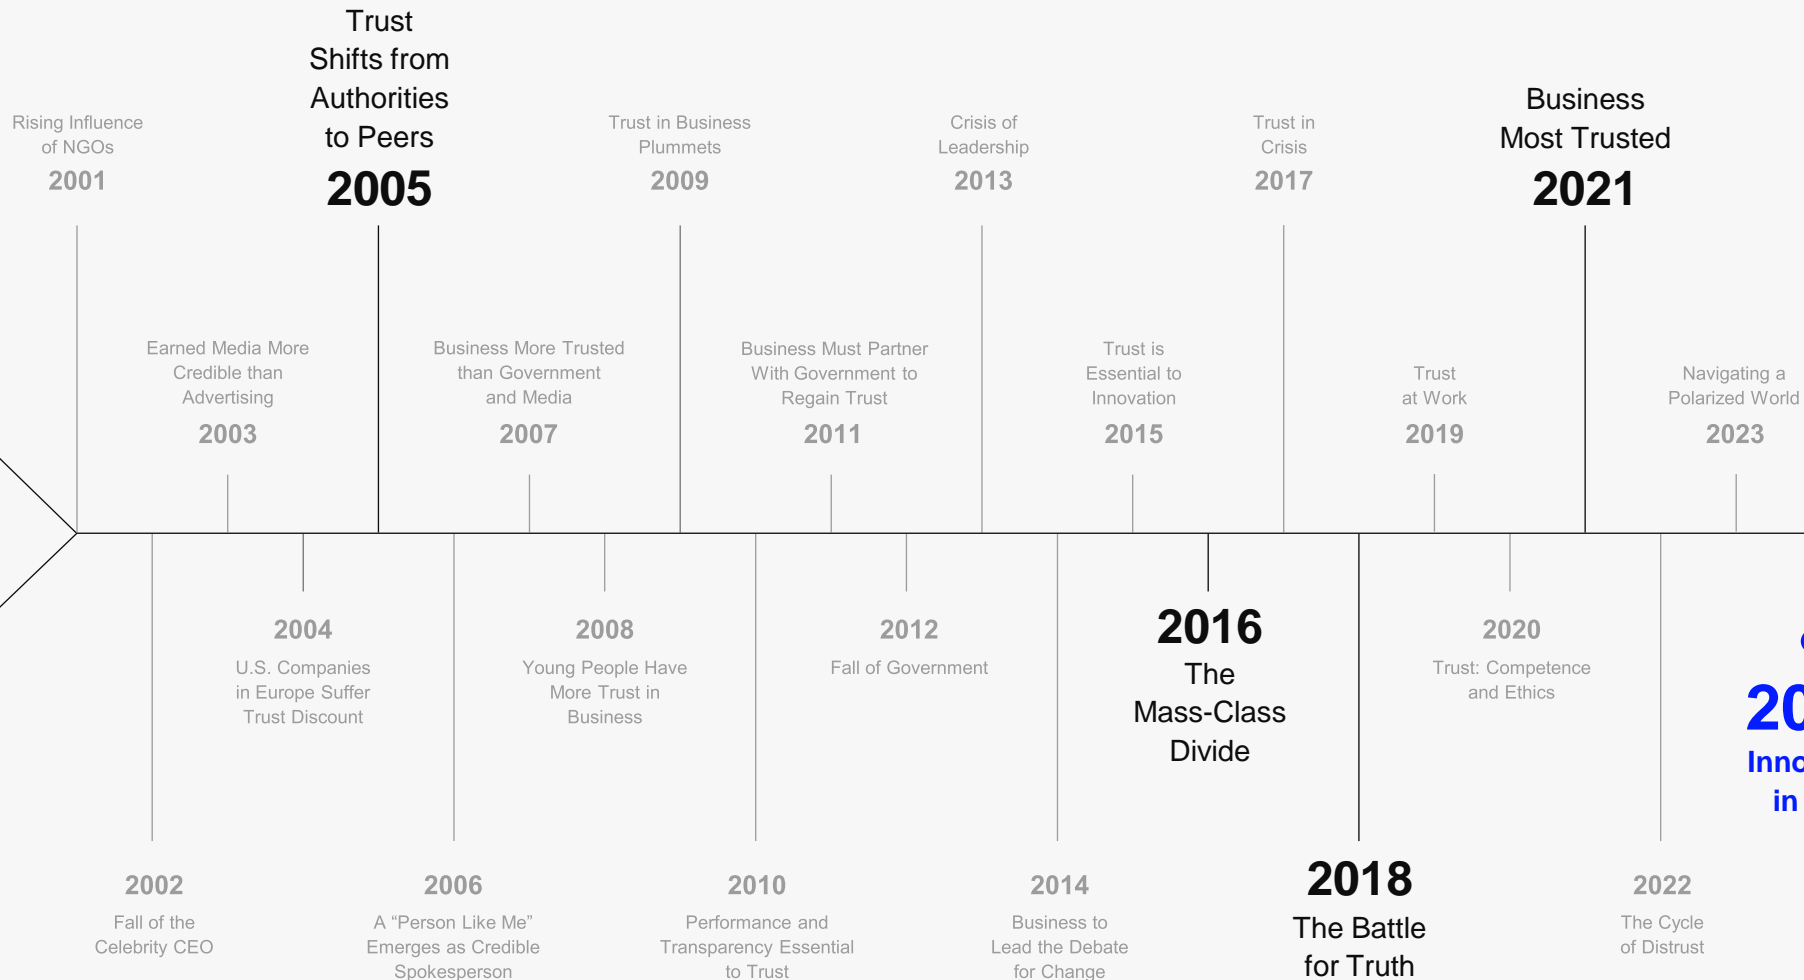 Rising Influence
of NGOs
2001
Trust
Shifts from
Authorities
to Peers
2005
Trust in Business
Plummets
2009
Crisis of
Leadership
2013
Trust in
Crisis
2017
Business
Most Trusted
2021
Earned Media More
Credible than
Advertising
2003
Business More Trusted
than Government
and Media
2007
Business Must Partner
With Government to
Regain Trust
2011
Trust is
Essential to
Innovation
2015
Trust
at Work
2019
Navigating a
Polarized World
2023
2004
U.S. Companies
in Europe Suffer
Trust Discount
2008
Young People Have
More Trust in
Business
2012
Fall of Government
2016
The
Mass-Class
Divide
2020
Trust: Competence
and Ethics
in
2002
Fall of the
Celebrity CEO
2006
A “Person Like Me”
Emerges as Credible
Spokesperson
2010
Performance and
Transparency Essential
to Trust
2014
Business to
Lead the Debate
for Change
2018
The Battle
for Truth
2022
The Cycle
of Distrust